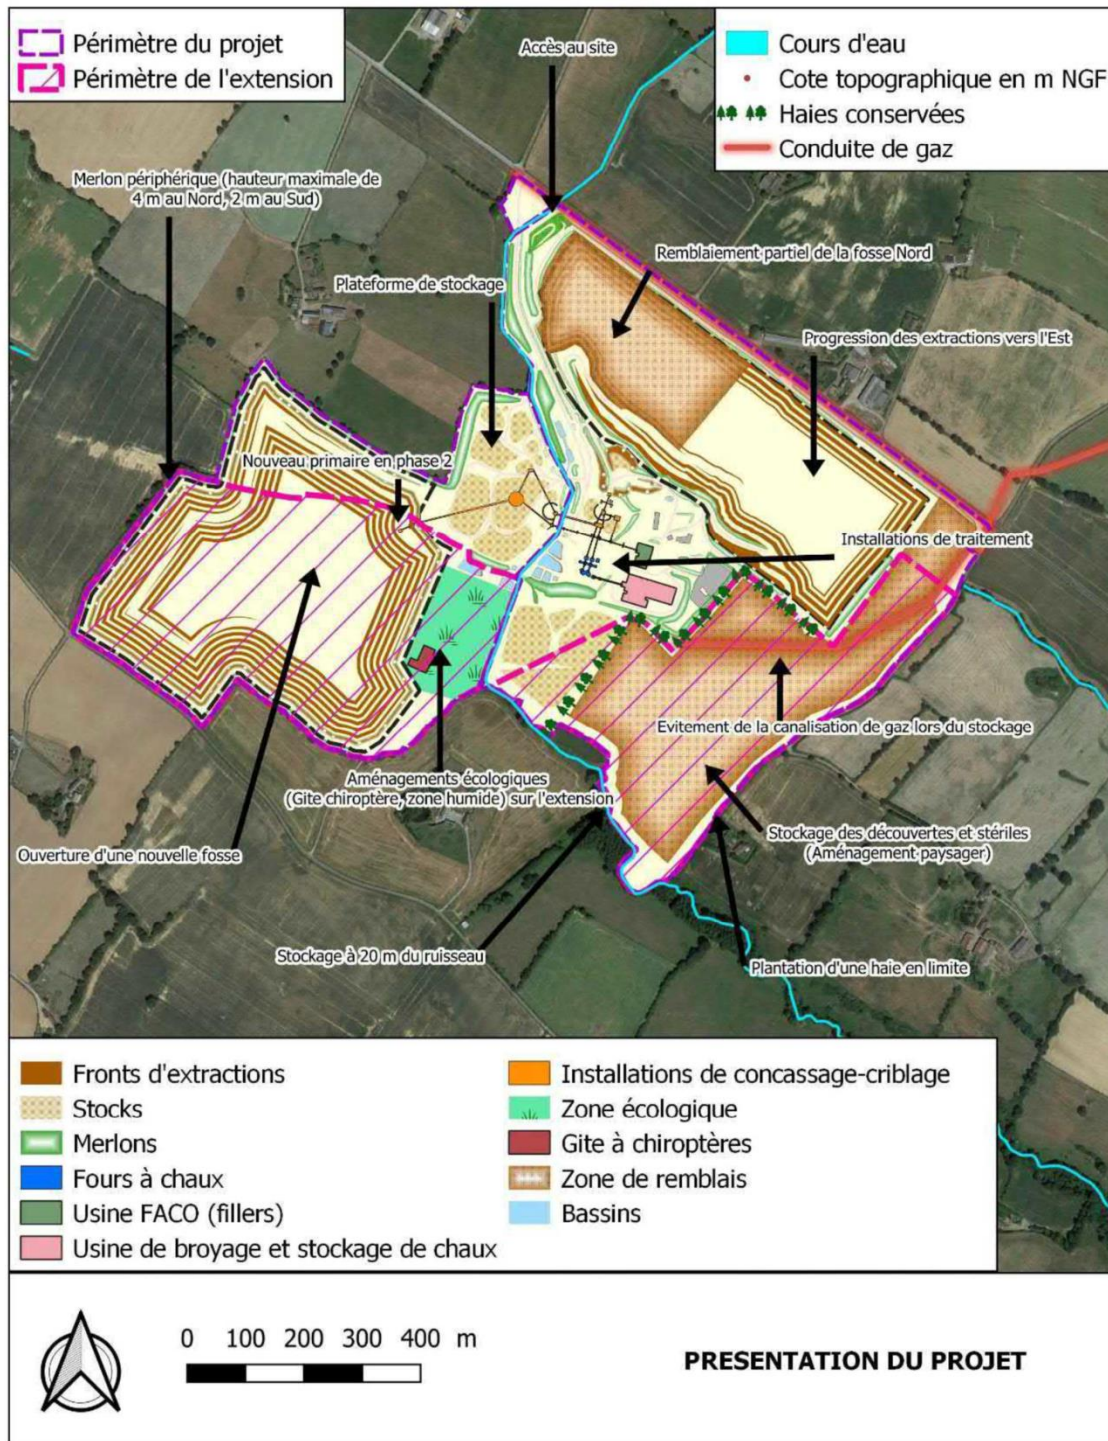 Périmètre du projet
Périmètre de l'extension
Accès au site
Cours d'eau
Cote topographique en m NGF
Haies conservées
Conduite de gaz
Merlon périphérique (hauteur maximale de
4 m au Nord, 2 m au Sud)
Remblaiement partiel de la fosse Nord
Plateforme de stockage
Progression des extractions vers l'Est
Nouveau primaire en phase 2
Installations de traitement
Evitement de la canalisation de gaz lors du stockage
Aménagements écologiques
(Gite chiroptère, zone humide) sur l'extension
Stockage des découvertes et stériles
(Aménagement paysager)
Ouverture d'une nouvelle fosse
Stockage à 20 m du ruisseau
Plantation d'une haie en limite
Fronts d'extractions
Stocks
Merlons
Fours à chaux
Usine FACO (fillers)
Usine de broyage et stockage de chaux
Installations de concassage-criblage
Zone écologique
Gite à chiroptères
Zone de remblais
Bassins
0 100 200 300 400 m
PRESENTATION DU PROJET